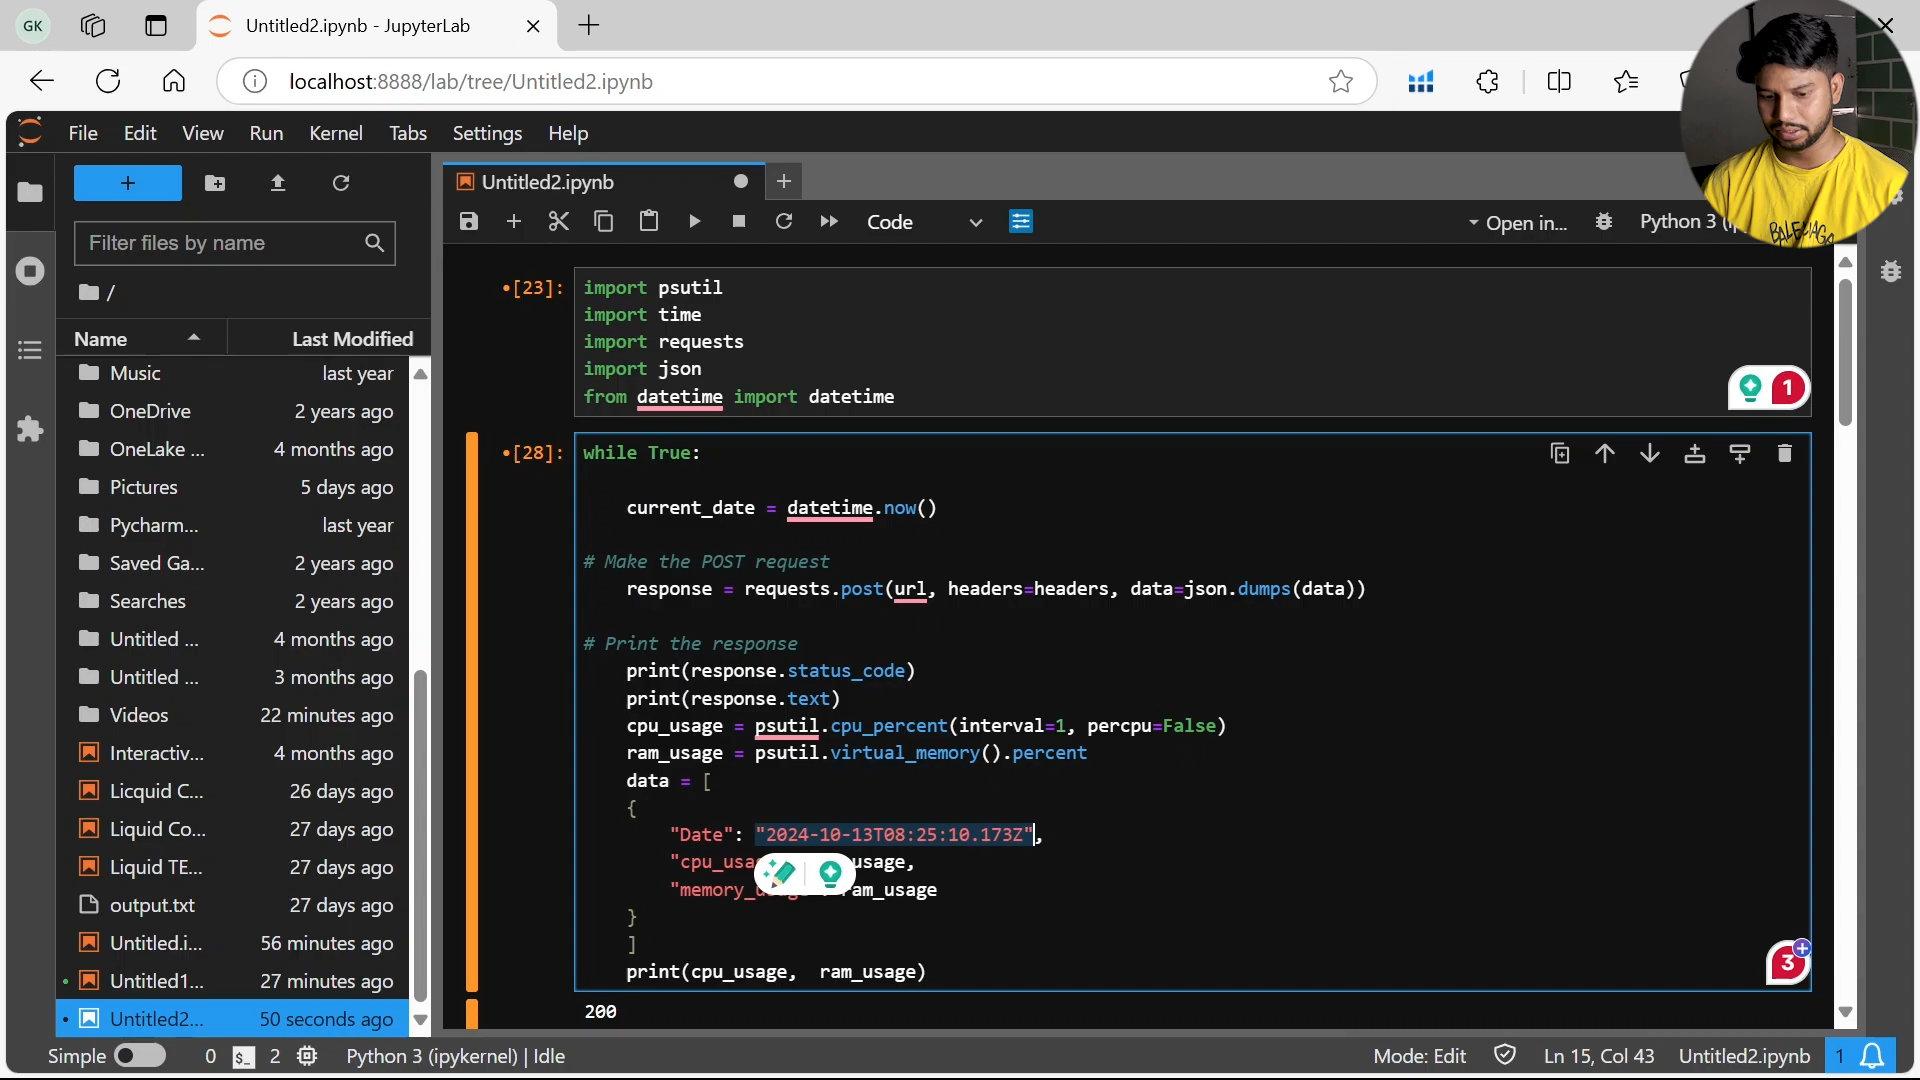 GK
Untitled2.ipynb - JupyterLab
localhost:8888/lab/tree/Untitled2.ipynb
File Edit View Run Kernel Tabs Settings Help
Untitled2.ipynb
Code
Open in...
Python 3
Filter files by name
/
Name Last Modified
Music last year
OneDrive 2 years ago
OneLake ... 4 months ago
Pictures 5 days ago
Pycharm... last year
Saved Ga... 2 years ago
Searches 2 years ago
Untitled ... 4 months ago
Untitled ... 3 months ago
Videos 22 minutes ago
Interactiv... 4 months ago
Licquid C... 26 days ago
Liquid Co... 27 days ago
Liquid TE... 27 days ago
output.txt 27 days ago
Untitled.i... 56 minutes ago
Untitled1... 27 minutes ago
Untitled2... 50 seconds ago
[23]:
import psutil
import time
import requests
import json
from datetime import datetime
1
[28]:
while True:
current_date = datetime.now()
# Make the POST request
response = requests.post(url, headers=headers, data=json.dumps(data))
# Print the response
print(response.status_code)
print(response.text)
cpu_usage = psutil.cpu_percent(interval=1, percpu=False)
ram_usage = psutil.virtual_memory().percent
data = [
{
"Date": "2024-10-13T08:25:10.173Z",
"cpu_usa usage,
"memory_ ram_usage
}
]
print(cpu_usage, ram_usage)
3
200
Simple 0 2 Python 3 (ipykernel) | Idle Mode: Edit Ln 15, Col 43 Untitled2.ipynb 1